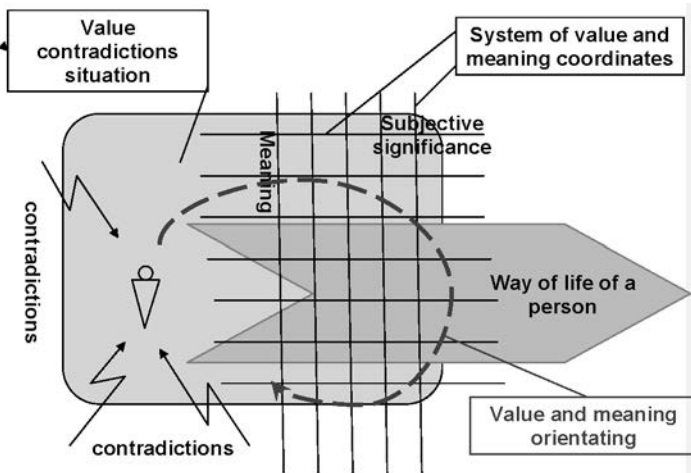 Value
contradictions
situation
System of value and
meaning coordinates
Subjective
significance
Meaning
contradictions
Way of life of a
person
Value and meaning
orientating
contradictions